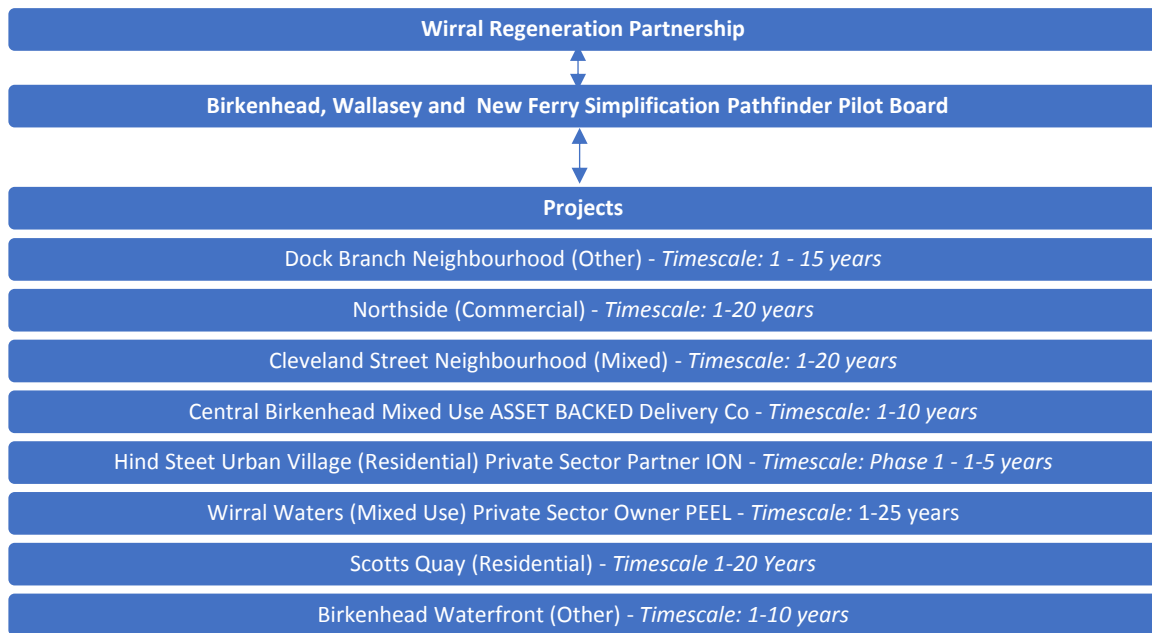 Wirral Regeneration Partnership
Birkenhead, Wallasey and New Ferry Simplification Pathfinder Pilot Board
Projects
Dock Branch Neighbourhood (Other) - Timescale: 1 - 15 years
Northside (Commercial) - Timescale: 1-20 years
Cleveland Street Neighbourhood (Mixed) - Timescale: 1-20 years
Central Birkenhead Mixed Use ASSET BACKED Delivery Co - Timescale: 1-10 years
Hind Steet Urban Village (Residential) Private Sector Partner ION - Timescale: Phase 1 - 1-5 years
Wirral Waters (Mixed Use) Private Sector Owner PEEL - Timescale: 1-25 years
Scotts Quay (Residential) - Timescale 1-20 Years
Birkenhead Waterfront (Other) - Timescale: 1-10 years